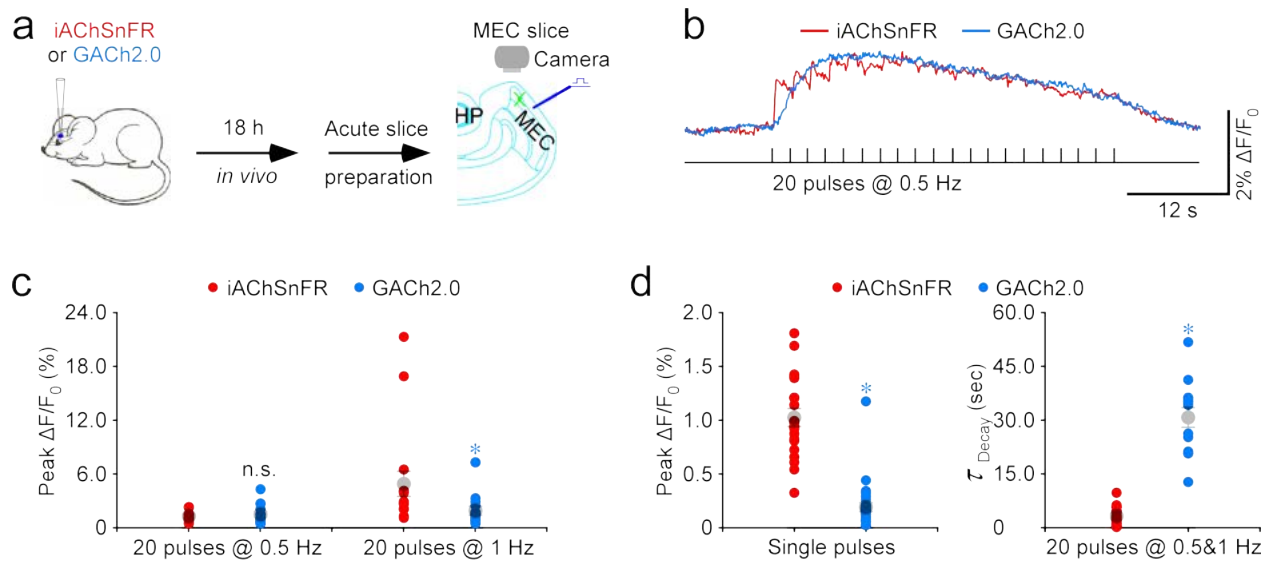 a
iAChSnFR
or GACh2.0
18 h
in vivo
Acute slice
preparation
MEC slice
Camera
HP
MEC
b
iAChSnFR
GACh2.0
20 pulses @ 0.5 Hz
12 s
2% ΔF/F₀
c
iAChSnFR
GACh2.0
Peak ΔF/F₀ (%)
24.0
18.0
12.0
6.0
0
n.s.
*
20 pulses @ 0.5 Hz
20 pulses @ 1 Hz
d
iAChSnFR
GACh2.0
Peak ΔF/F₀ (%)
2.0
1.5
1.0
0.5
0
*
Single pulses
τ Decay (sec)
60.0
45.0
30.0
15.0
0
*
20 pulses @ 0.5&1 Hz